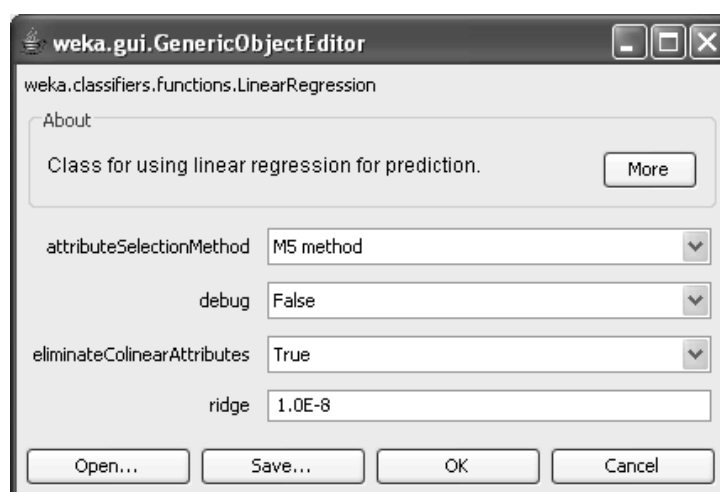 weka.gui.GenericObjectEditor
weka.classifiers.functions.LinearRegression
About
Class for using linear regression for prediction.
More
attributeSelectionMethod M5 method
debug False
eliminateColinearAttributes True
ridge 1.0E-8
Open... Save... OK Cancel